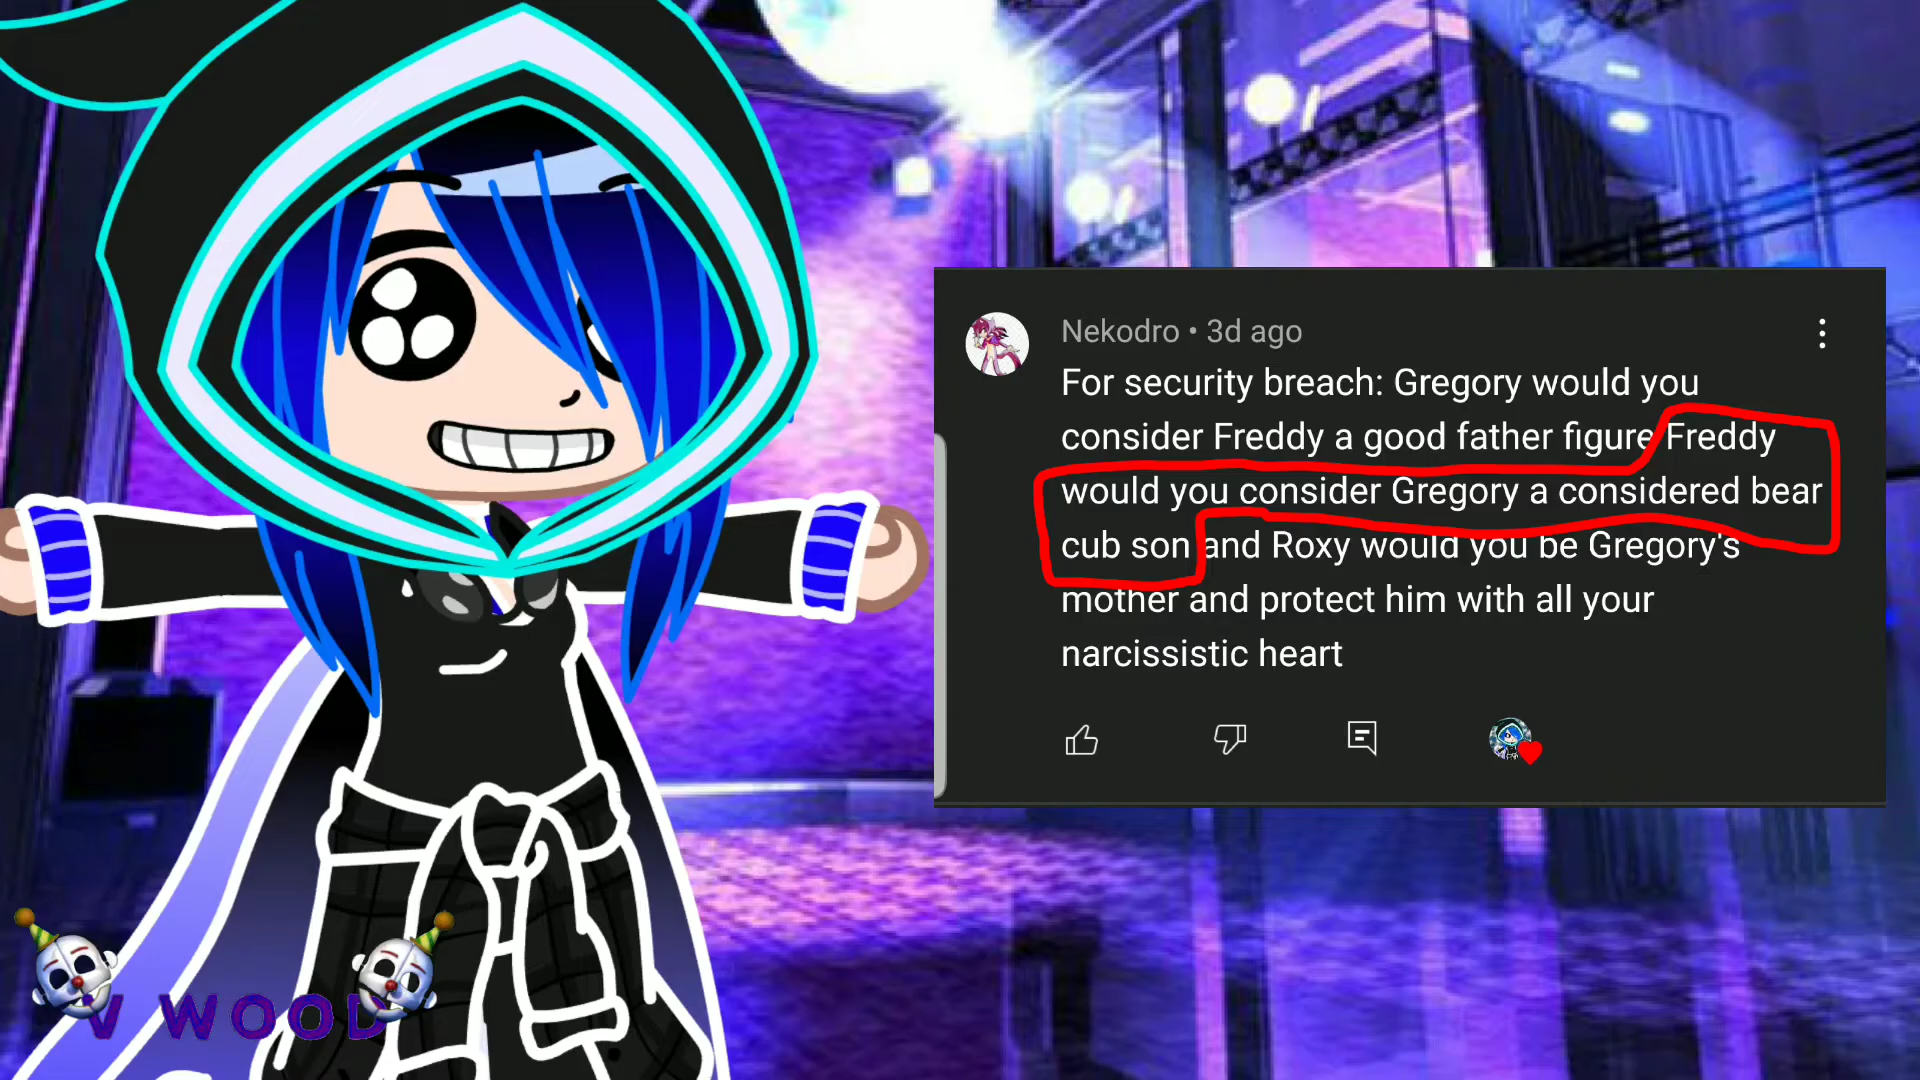 Nekodro • 3d ago
For security breach: Gregory would you
consider Freddy a good father figure Freddy
would you consider Gregory a considered bear
cub son and Roxy would you be Gregory's
mother and protect him with all your
narcissistic heart
V WOOD